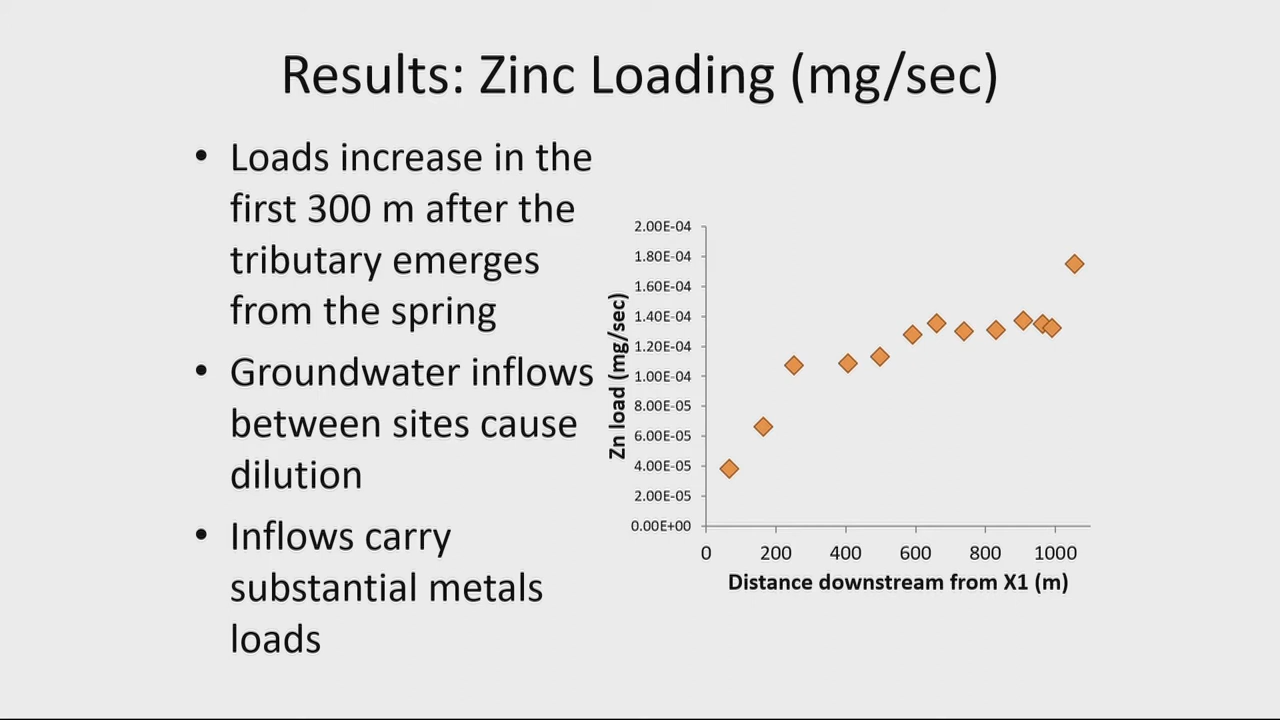 Results: Zinc Loading (mg/sec)
• Loads increase in the
first 300 m after the
tributary emerges
from the spring
• Groundwater inflows
between sites cause
dilution
• Inflows carry
substantial metals
loads
Zn load (mg/sec)
2.00E-04
1.80E-04
1.60E-04
1.40E-04
1.20E-04
1.00E-04
8.00E-05
6.00E-05
4.00E-05
2.00E-05
0.00E+00
0 200 400 600 800 1000
Distance downstream from X1 (m)